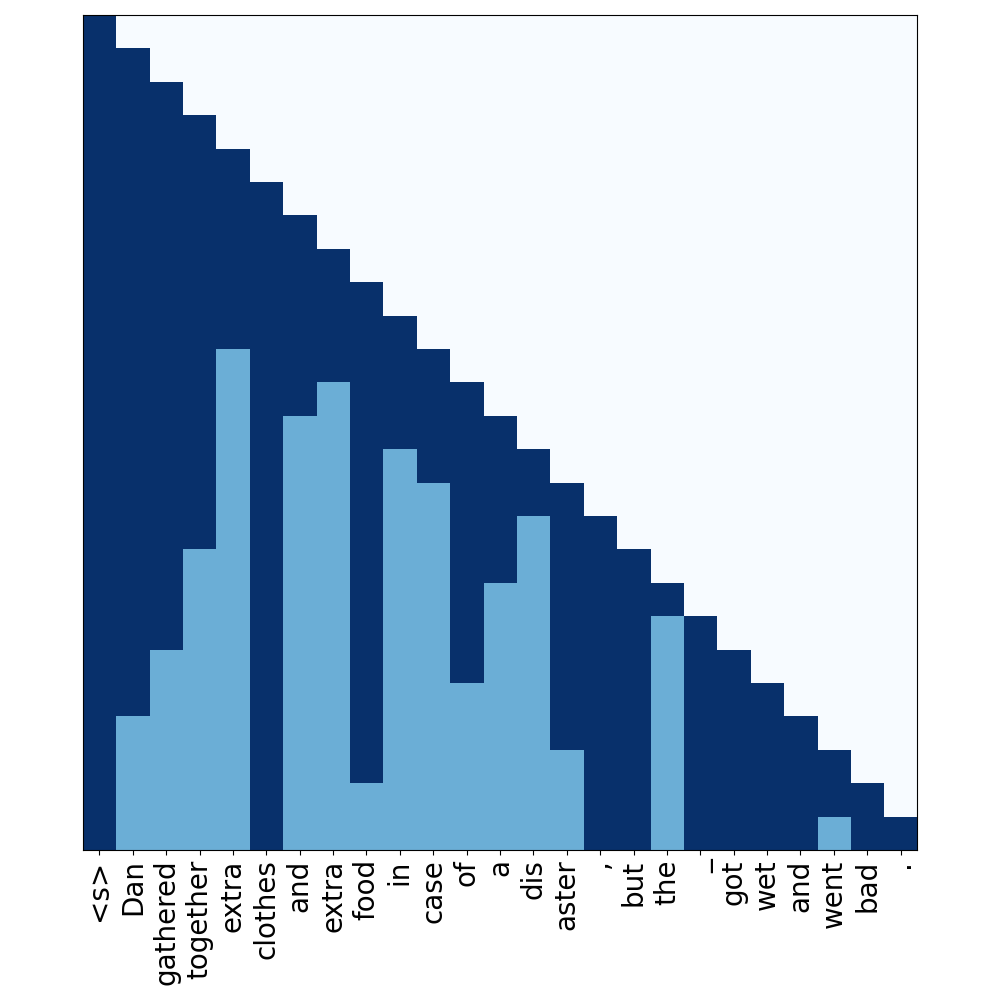 <s>
Dan
gathered
together
extra
clothes
and
extra
food
in
case
of
a
dis
aster
,
but
the
_
got
wet
and
went
bad
.